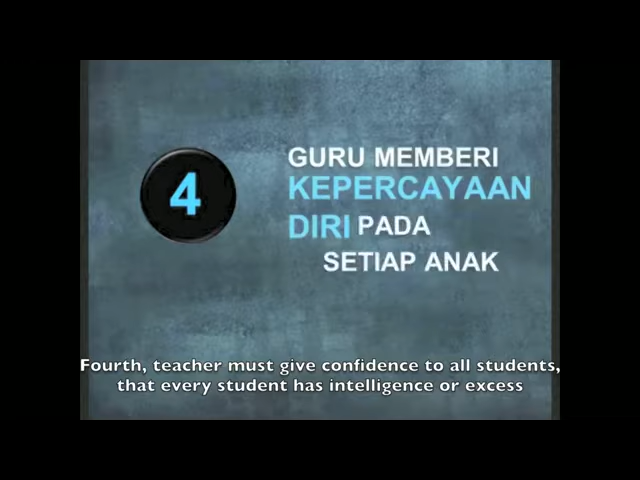 4
GURU MEMBERI
KEPERCAYAAN
DIRI PADA
SETIAP ANAK
Fourth, teacher must give confidence to all students,
that every student has intelligence or excess